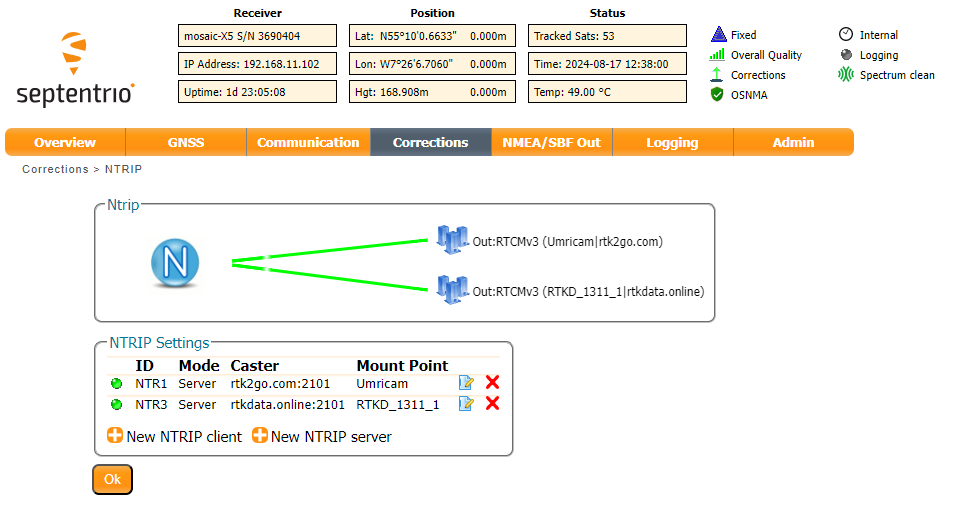 Receiver Position Status
mosaic-X5 S/N 3690404 Lat: N55°10'0.6633" 0.000m Tracked Sats: 53 Fixed Internal
IP Address: 192.168.11.102 Lon: W7°26'6.7060" 0.000m Time: 2024-08-17 12:38:00 Overall Quality Logging
Uptime: 1d 23:05:08 Hgt: 168.908m 0.000m Temp: 49.00 °C Corrections Spectrum clean
OSNMA
septentrio
Overview GNSS Communication Corrections NMEA/SBF Out Logging Admin
Corrections > NTRIP
Ntrip
N
Out:RTCMv3 (Umricam|rtk2go.com)
Out:RTCMv3 (RTKD_1311_1|rtkdata.online)
NTRIP Settings
ID Mode Caster Mount Point
NTR1 Server rtk2go.com:2101 Umricam
NTR3 Server rtkdata.online:2101 RTKD_1311_1
New NTRIP client New NTRIP server
Ok